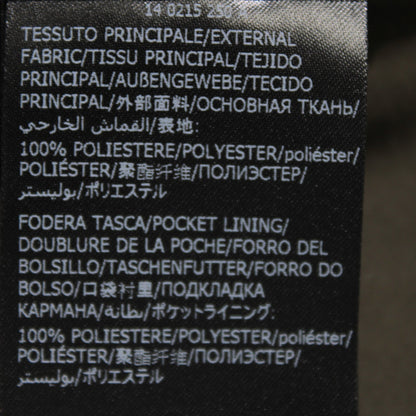 14 0215 250
TESSUTO PRINCIPALE/EXTERNAL
FABRIC/TISSU PRINCIPAL/TEJIDO
PRINCIPAL/AUßENGEWEBE/TECIDO
PRINCIPAL/外部面料/ОСНОВНАЯ ТКАНЬ/
القماش الخارجي/表地:
100% POLIESTERE/POLYESTER/poliéster/
POLIÉSTER/聚酯纤维/ПОЛИЭСТЕР/
بوليستر/ポリエステル
FODERA TASCA/POCKET LINING/
DOUBLURE DE LA POCHE/FORRO DEL
BOLSILLO/TASCHENFUTTER/FORRO DO
BOLSO/口袋衬里/ПОДКЛАДКА
КАРМАНА/بطانة/ポケットライニング:
100% POLIESTERE/POLYESTER/poliéster/
POLIÉSTER/聚酯纤维/ПОЛИЭСТЕР/
بوليستر/ポリエステル